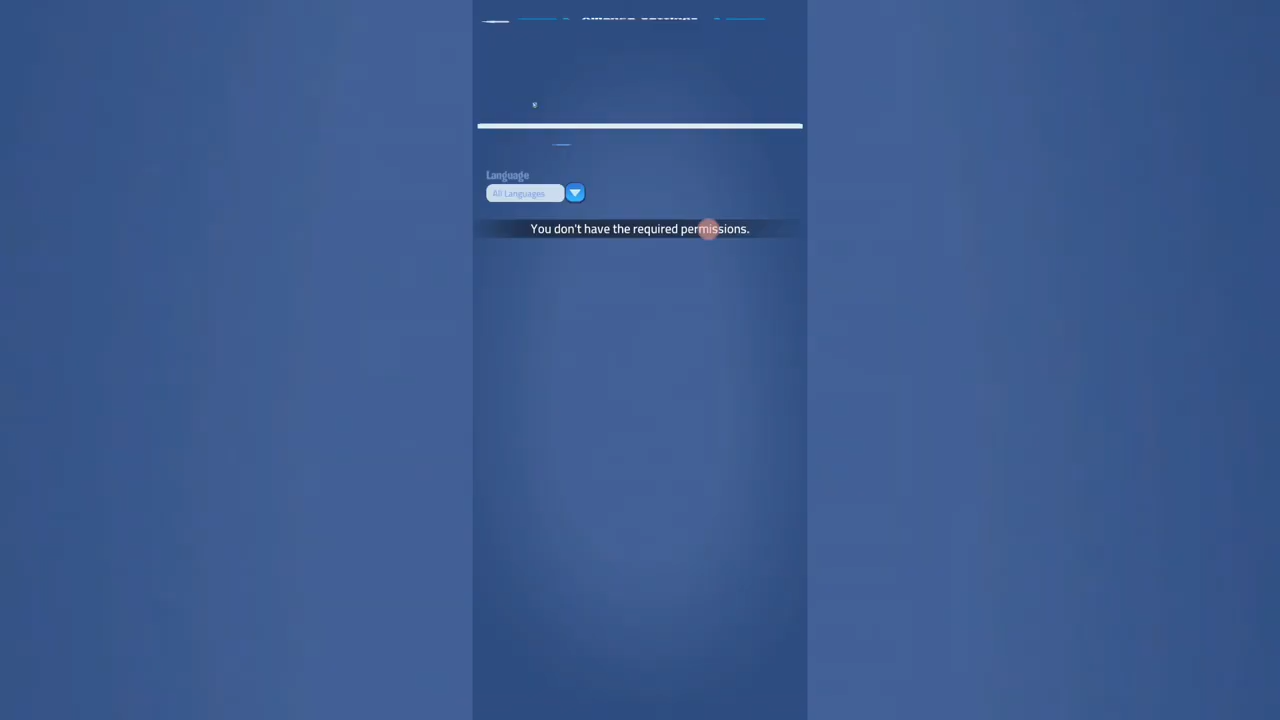 Language
All Languages
You don't have the required permissions.